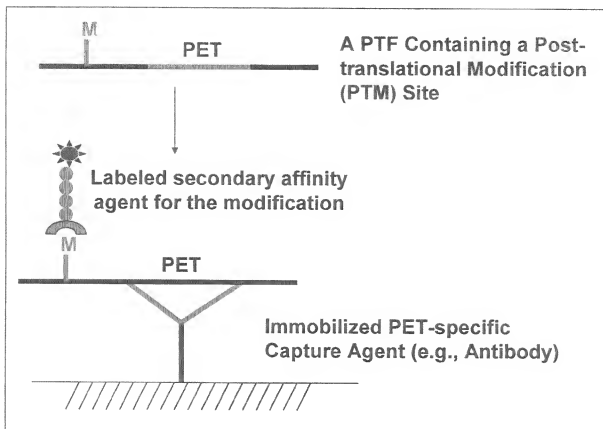 M
PET
A PTF Containing a Post-
translational Modification
(PTM) Site
Labeled secondary affinity
agent for the modification
M
PET
Immobilized PET-specific
Capture Agent (e.g., Antibody)